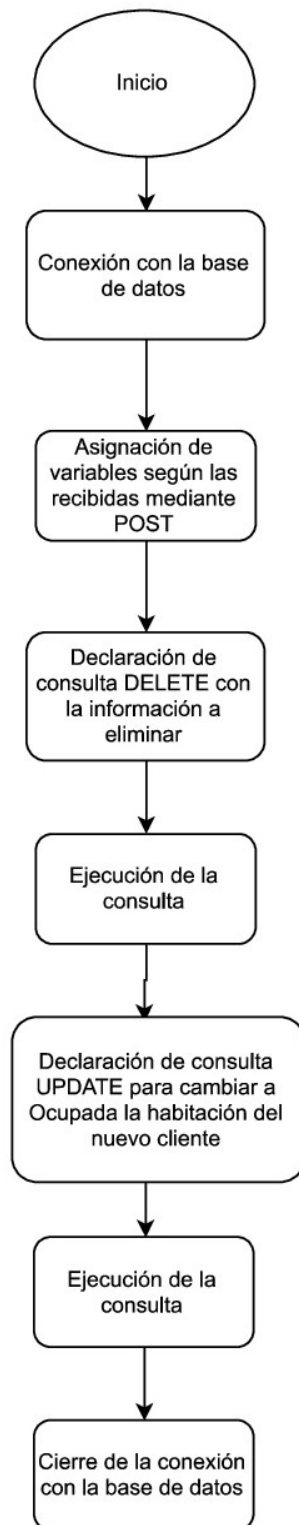 Inicio
Conexión con la base
de datos
Asignación de
variables según las
recibidas mediante
POST
Declaración de
consulta DELETE con
la información a
eliminar
Ejecución de la
consulta
Declaración de consulta
UPDATE para cambiar a
Ocupada la habitación del
nuevo cliente
Ejecución de la
consulta
Cierre de la conexión
con la base de datos